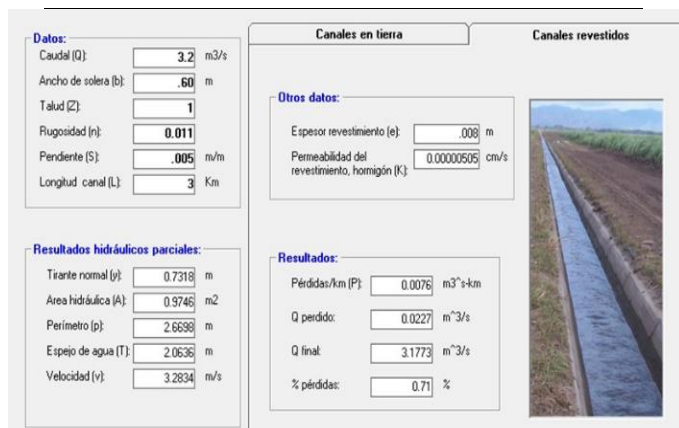 Canales en tierra
Canales revestidos
Datos:
Caudal (Q): 3.2 m3/s
Ancho de solera (b): .60 m
Talud (Z): 1
Rugosidad (n): 0.011
Pendiente (S): .005 m/m
Longitud canal (L): 3 Km
Otros datos:
Espesor revestimiento (e): .008 m
Permeabilidad del
revestimiento, hormigón (K): 0.00000505 cm/s
Resultados hidráulicos parciales:
Tirante normal (y): 0.7318 m
Area hidráulica (A): 0.9746 m2
Perímetro (p): 2.6698 m
Espejo de agua (T): 2.0636 m
Velocidad (v): 3.2834 m/s
Resultados:
Pérdidas/km (P): 0.0076 m3^s-km
Q perdido: 0.0227 m^3/s
Q final: 3.1773 m^3/s
% pérdidas: 0.71 %